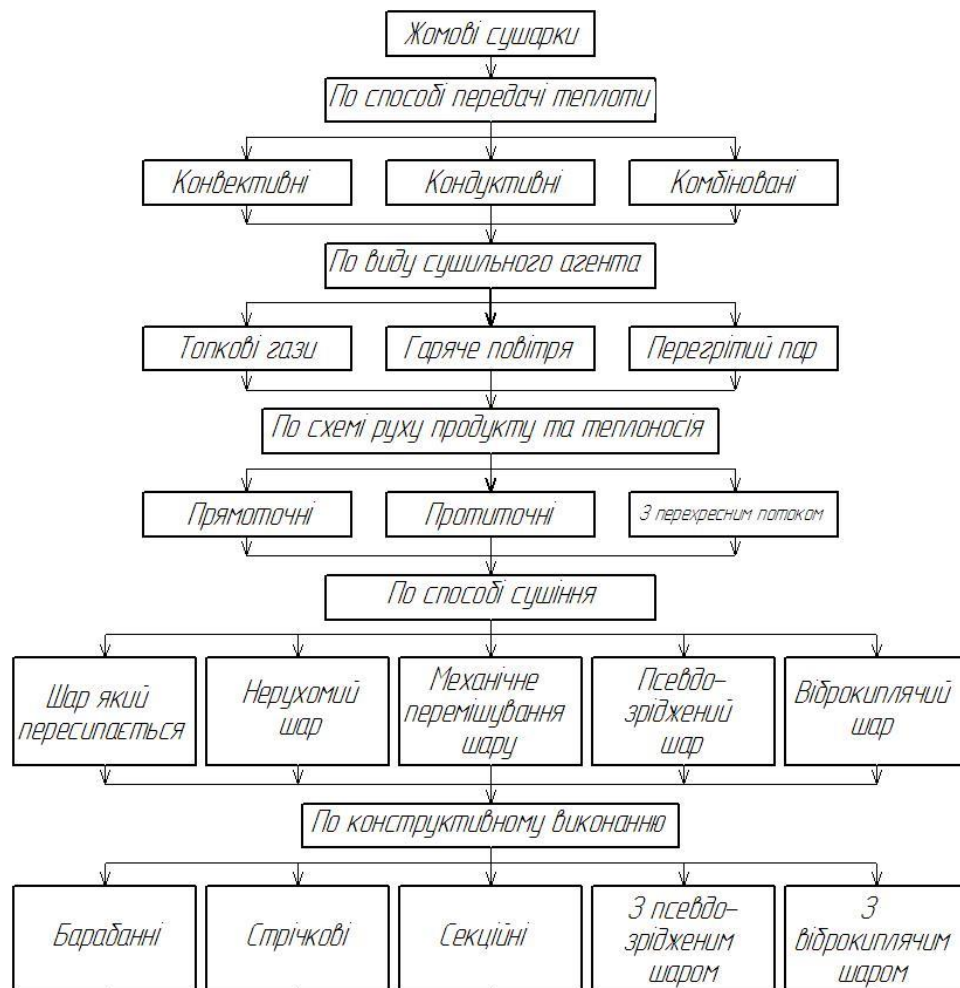 Жомові сушарки
По способі передачі теплоти
Конвективні
Кондуктивні
Комбіновані
По виду сушильного агента
Топкові гази
Гаряче повітря
Перегрітий пар
По схемі руху продукту та теплоносія
Прямоточні
Протиточні
З перехресним потоком
По способі сушіння
Шар який
пересипається
Нерухомий
шар
Механічне
перемішування
шару
Псевдо-
зріджений
шар
Віброкиплячий
шар
По конструктивному виконанню
Барабанні
Стрічкові
Секційні
З псевдо-
зрідженим
шаром
З
віброкиплячим
шаром